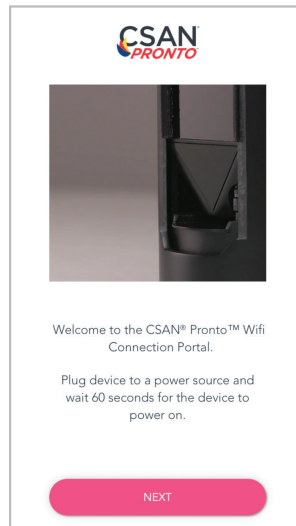 CSAN®
PRONTO
Welcome to the CSAN® Pronto™ Wifi
Connection Portal.
Plug device to a power source and
wait 60 seconds for the device to
power on.
NEXT